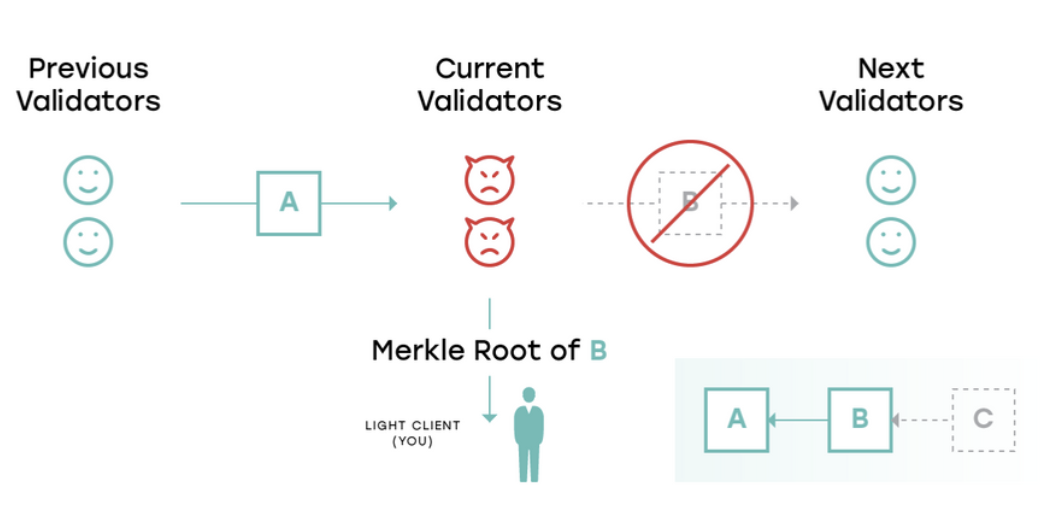 Previous
Validators
Current
Validators
Next
Validators
A
B
Merkle Root of B
LIGHT CLIENT
(YOU)
A
B
C